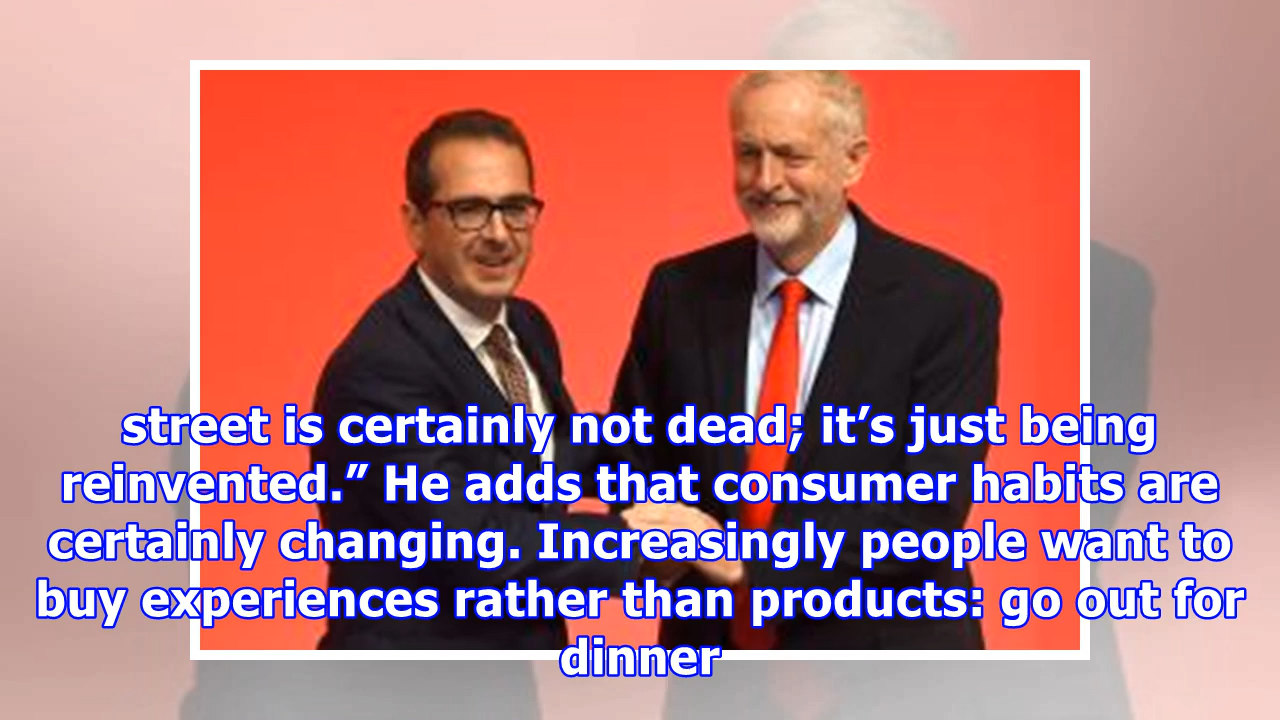 street is certainly not dead; it’s just being
reinvented.” He adds that consumer habits are
certainly changing. Increasingly people want to
buy experiences rather than products: go out for
dinner